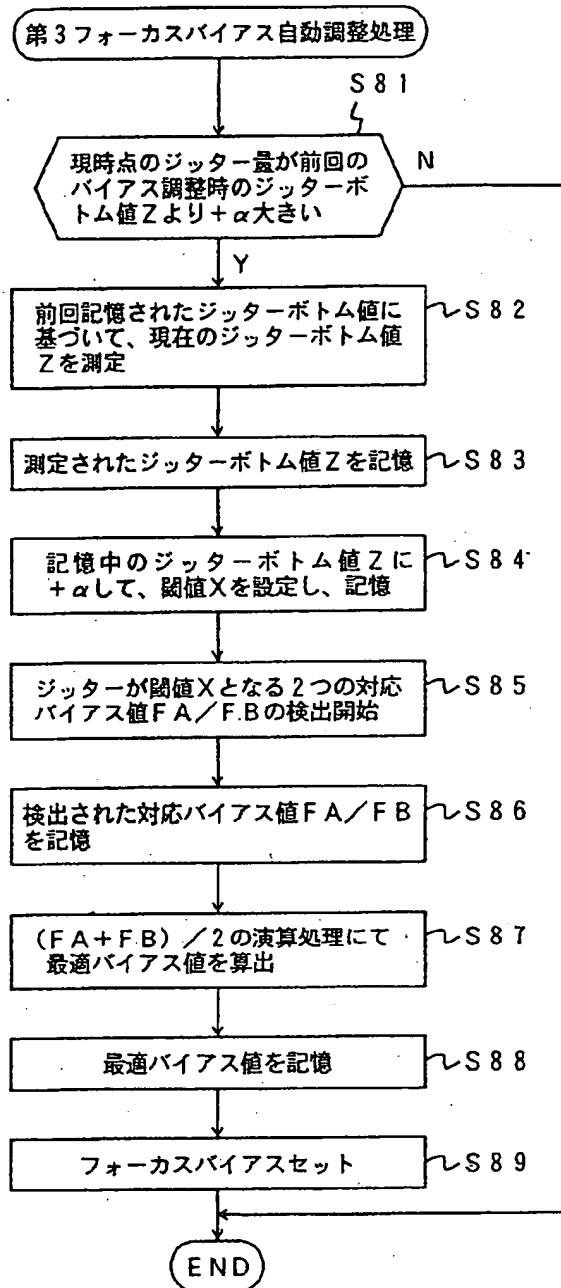 第3フォーカスバイアス自動調整処理
S81
現時点のジッター量が前回の
バイアス調整時のジッターボ
トム値Zより+α大きい
N
Y
前回記憶されたジッターボトム値に
基づいて、現在のジッターボトム値
Zを測定
S82
測定されたジッターボトム値Zを記憶
S83
記憶中のジッターボトム値Zに
+αして、閾値Xを設定し、記憶
S84
ジッターが閾値Xとなる2つの対応
バイアス値FA/F.Bの検出開始
S85
検出された対応バイアス値FA/FB
を記憶
S86
(FA+F.B)/2の演算処理にて
最適バイアス値を算出
S87
最適バイアス値を記憶
S88
フォーカスバイアスセット
S89
END